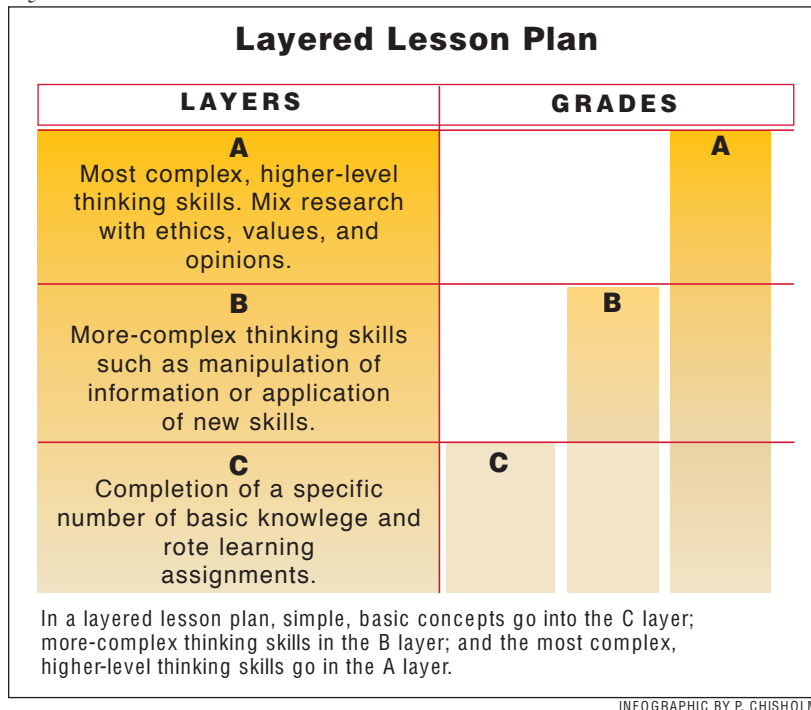 Layered Lesson Plan
LAYERS
GRADES
A
Most complex, higher-level
thinking skills. Mix research
with ethics, values, and
opinions.
A
B
More-complex thinking skills
such as manipulation of
information or application
of new skills.
B
C
Completion of a specific
number of basic knowlege and
rote learning
assignments.
C
In a layered lesson plan, simple, basic concepts go into the C layer;
more-complex thinking skills in the B layer; and the most complex,
higher-level thinking skills go in the A layer.
INFOGRAPHIC BY P. CHISHOLM